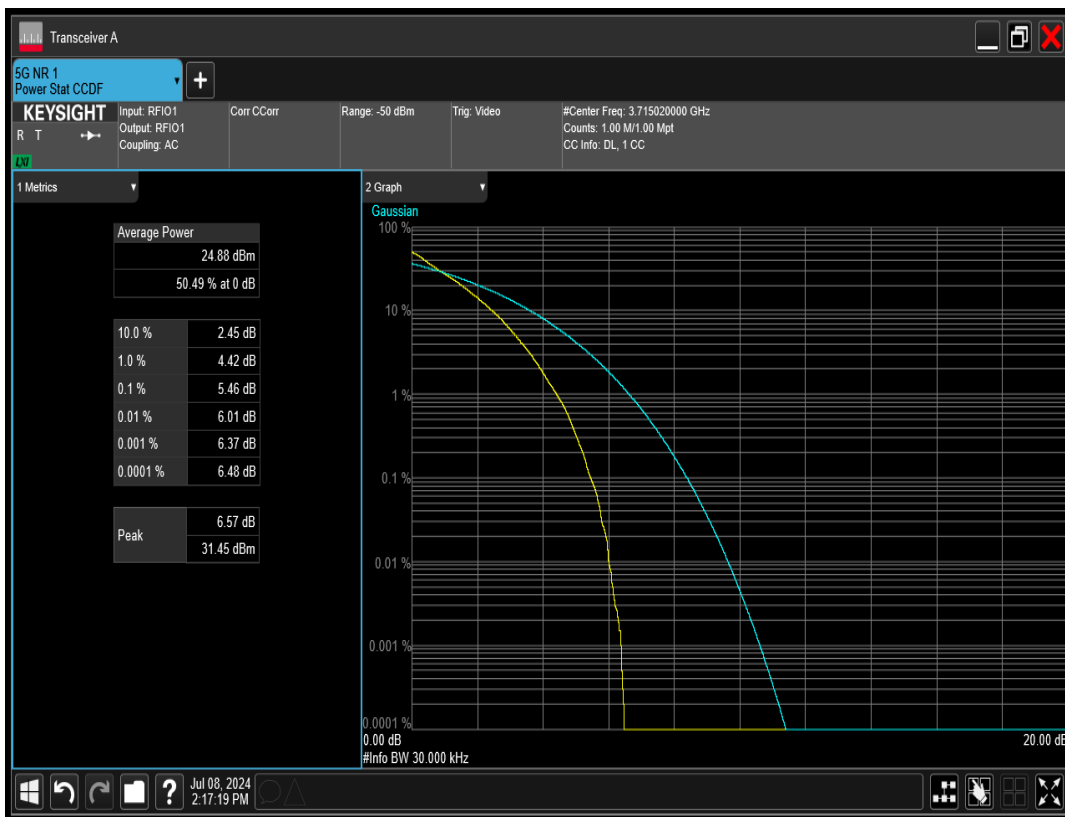 Transceiver A
5G NR 1
Power Stat CCDF
+
KEYSIGHT
R T
LXI
Input: RFIO1
Output: RFIO1
Coupling: AC
Corr CCorr
Range: -50 dBm
Trig: Video
#Center Freq: 3.715020000 GHz
Counts: 1.00 M/1.00 Mpt
CC Info: DL, 1 CC
1 Metrics
Average Power
24.88 dBm
50.49 % at 0 dB
10.0 % 2.45 dB
1.0 % 4.42 dB
0.1 % 5.46 dB
0.01 % 6.01 dB
0.001 % 6.37 dB
0.0001 % 6.48 dB
Peak 6.57 dB
31.45 dBm
2 Graph
Gaussian
100 %
10 %
1 %
0.1 %
0.01 %
0.001 %
0.0001 %
0.00 dB 20.00 dB
#Info BW 30.000 kHz
?
Jul 08, 2024
2:17:19 PM